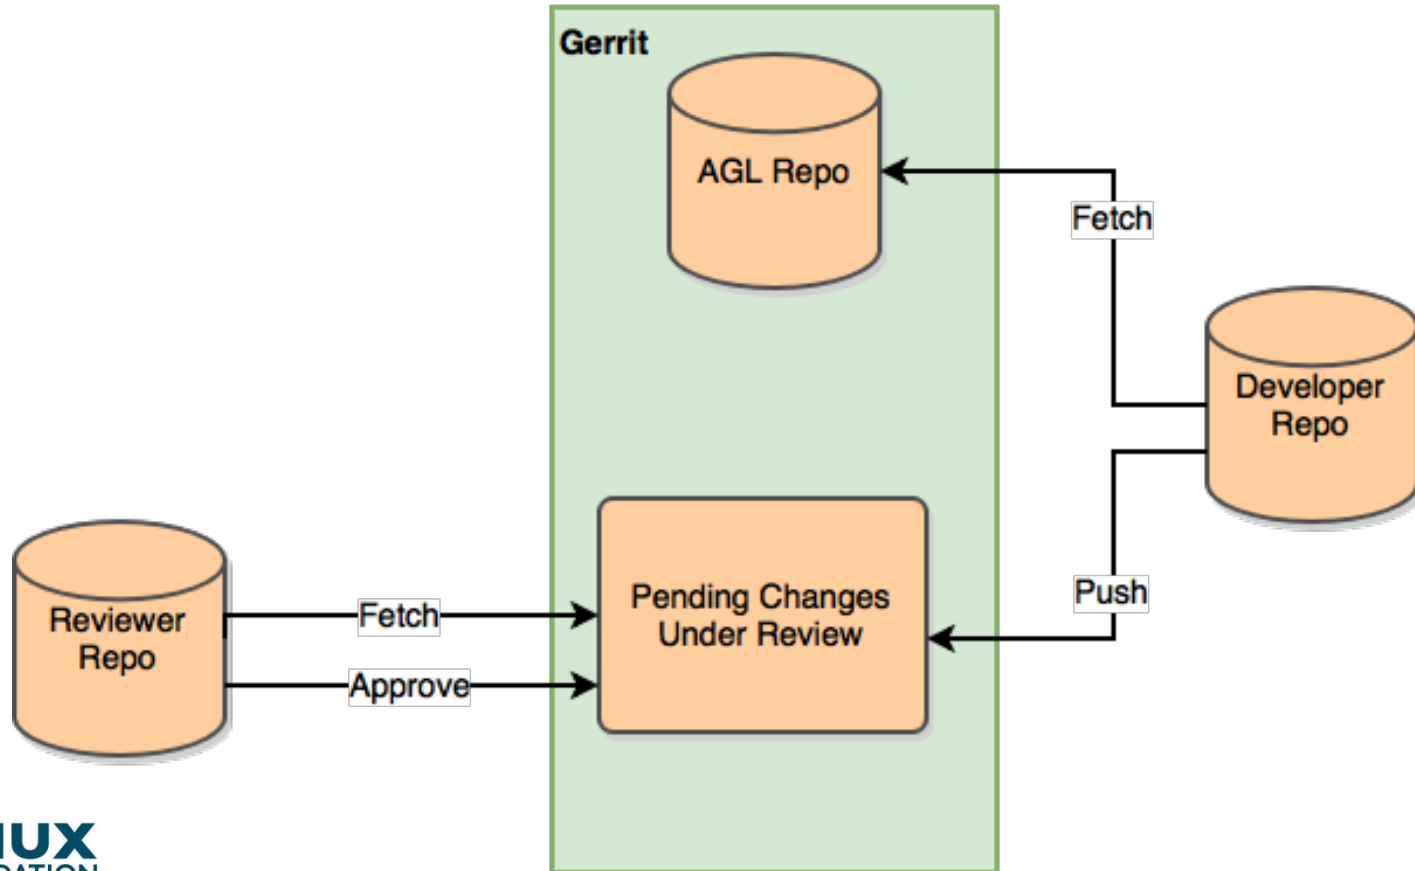 Gerrit
AGL Repo
Fetch
Developer
Repo
Pending Changes
Under Review
Push
Reviewer
Repo
Fetch
Approve